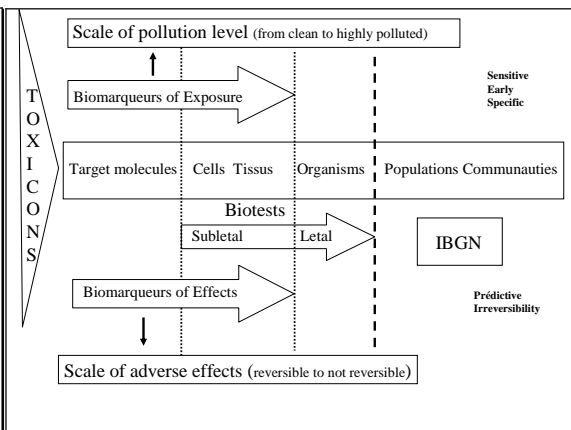 Scale of pollution level (from clean to highly polluted)
TOXICONS
Biomarqueurs of Exposure
Sensitive
Early
Specific
Target molecules Cells Tissus Organisms Populations Communauties
Biotests
Subletal Letal
IBGN
Biomarqueurs of Effects
Prédictive
Irreversibility
Scale of adverse effects (reversible to not reversible)